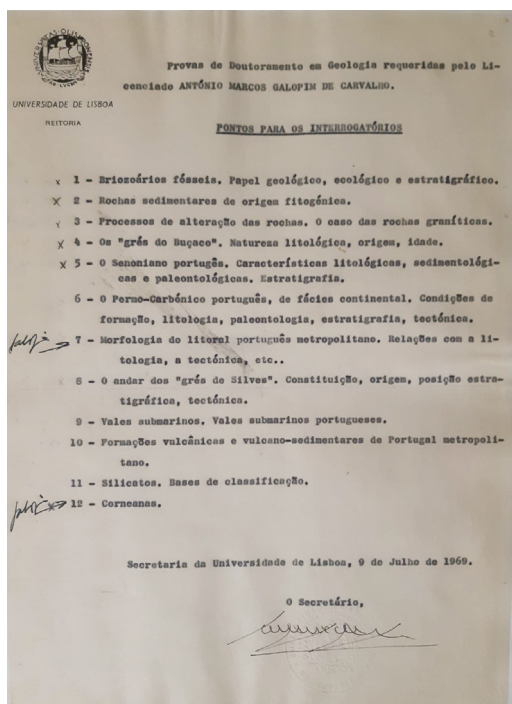 Provas de Doutoramento em Geologia requeridas pelo Li-
cenciado ANTÓNIO MARCOS GALOPIM DE CARVALHO.
UNIVERSIDADE DE LISBOA
REITORIA
PONTOS PARA OS INTERROGATÓRIOS
x 1 - Briozoários fósseis. Papel geológico, ecológico e estratigráfico.
x 2 - Rochas sedimentares de origem fitogénica.
x 3 - Processos de alteração das rochas. O caso das rochas graníticas.
x 4 - Os "grés do Buçaco". Natureza litológica, origem, idade.
x 5 - O Senoniano portugês. Características litológicas, sedimentológi-
cas e paleontológicas. Estratigrafia.
6 - O Permo-Carbónico português, de fácies continental. Condições de
formação, litologia, paleontologia, estratigrafia, tectónica.
7 - Morfologia do litoral português metropolitano. Relações com a li-
tologia, a tectónica, etc..
8 - O andar dos "grés de Silves". Constituição, origem, posição estra-
tigráfica, tectónica.
9 - Vales submarinos. Vales submarinos portugueses.
10 - Formações vulcânicas e vulcano-sedimentares de Portugal metropoli-
tano.
11 - Silicatos. Bases de classificação.
12 - Corneanas.
Secretaria da Universidade de Lisboa, 9 de Julho de 1969.
O Secretário,